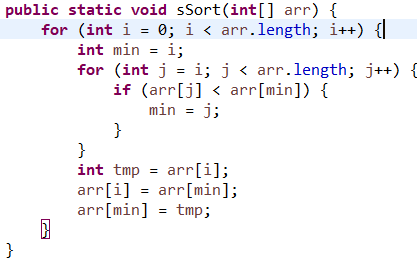 public static void sSort(int[] arr) {
    for (int i = 0; i < arr.length; i++) {
        int min = i;
        for (int j = i; j < arr.length; j++) {
            if (arr[j] < arr[min]) {
                min = j;
            }
        }
        int tmp = arr[i];
        arr[i] = arr[min];
        arr[min] = tmp;
    }
}